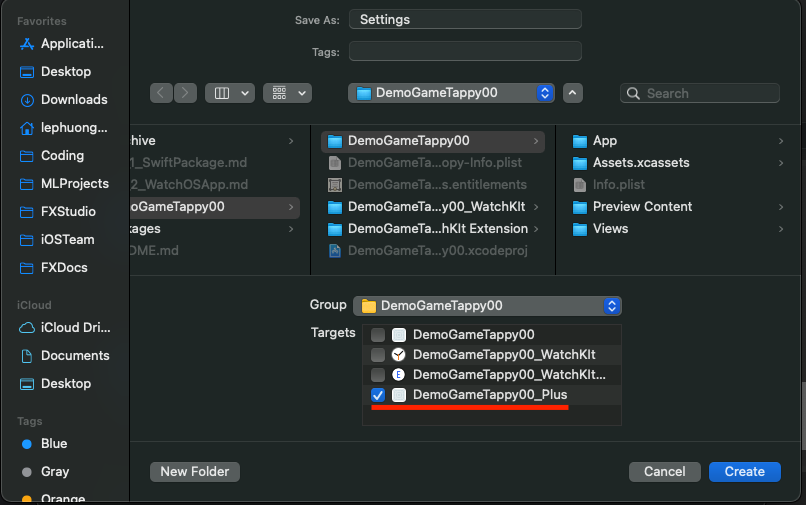 Favorites
Applicati...
Desktop
Downloads
lephuong...
Coding
MLProjects
FXStudio
iOSTeam
FXDocs
iCloud
iCloud Dri...
Documents
Desktop
Tags
Blue
Gray
Orange
Save As: Settings
Tags:
DemoGameTappy00
Search
hive
1_SwiftPackage.md
2_WatchOSApp.md
oGameTappy00
kages
OME.md
DemoGameTappy00
DemoGameTa...opy-Info.plist
DemoGameTa...s.entitlements
DemoGameTa...y00_WatchKIt
DemoGameTa...hKIt Extension
DemoGameTa...y00.xcodeproj
App
Assets.xcassets
Info.plist
Preview Content
Views
Group DemoGameTappy00
Targets DemoGameTappy00
DemoGameTappy00_WatchKIt
E DemoGameTappy00_WatchKIt...
DemoGameTappy00_Plus
New Folder
Cancel
Create